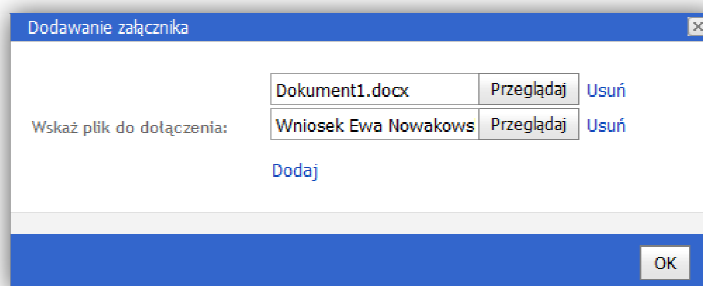 Dodawanie załącznika
Dokument1.docx Przeglądaj Usuń
Wskaż plik do dołączenia:
Wniosek Ewa Nowakows Przeglądaj Usuń
Dodaj
OK